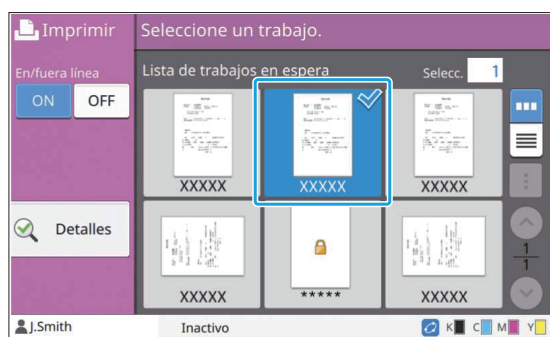 Imprimir
Seleccione un trabajo.
En/fuera línea
ON OFF
Lista de trabajos en espera
Selecc. 1
XXXXX XXXXX XXXXX
Detalles
1
1
XXXXX ***** XXXXX
J.Smith
Inactivo
K C M Y